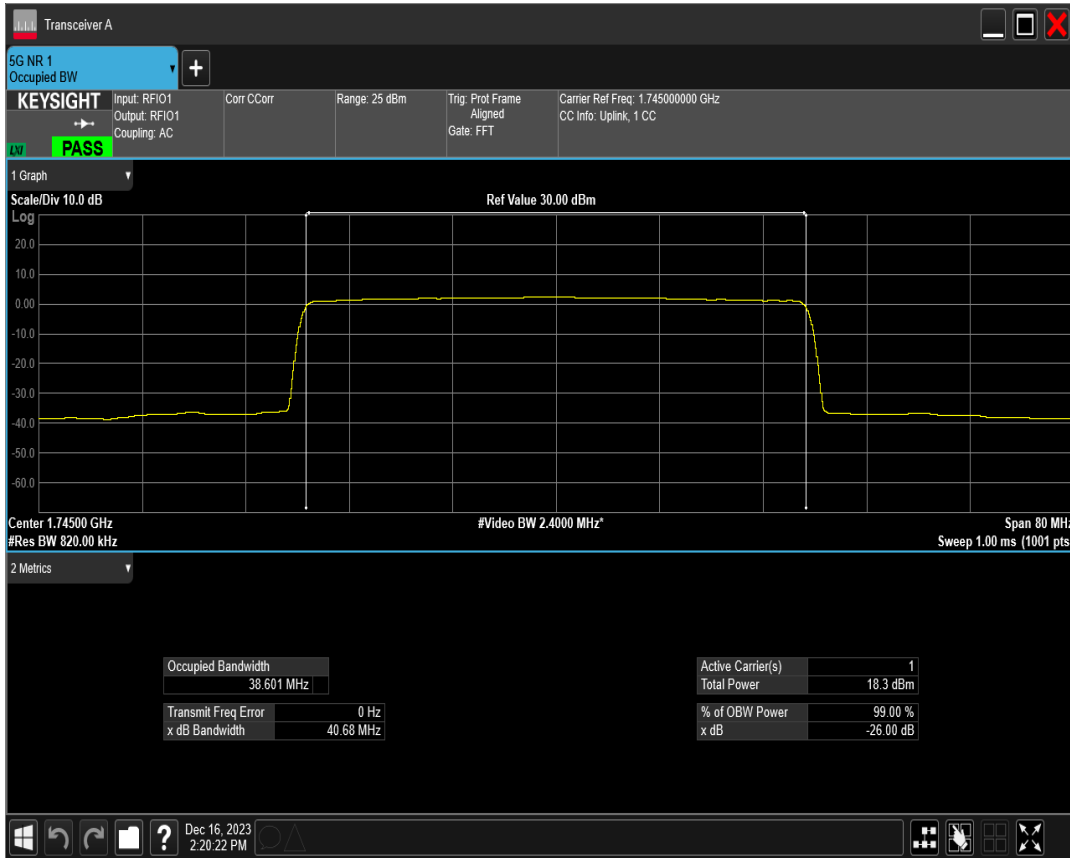 Transceiver A
5G NR 1
Occupied BW
KEYSIGHT
LXI
PASS
Input: RFIO1
Output: RFIO1
Coupling: AC
Corr CCorr
Range: 25 dBm
Trig: Prot Frame
Aligned
Gate: FFT
Carrier Ref Freq: 1.745000000 GHz
CC Info: Uplink, 1 CC
1 Graph
Scale/Div 10.0 dB
Ref Value 30.00 dBm
Log
20.0
10.0
0.00
-10.0
-20.0
-30.0
-40.0
-50.0
-60.0
Center 1.74500 GHz
#Video BW 2.4000 MHz*
Span 80 MHz
#Res BW 820.00 kHz
Sweep 1.00 ms (1001 pts
2 Metrics
Occupied Bandwidth
38.601 MHz
Transmit Freq Error 0 Hz
x dB Bandwidth 40.68 MHz
Active Carrier(s) 1
Total Power 18.3 dBm
% of OBW Power 99.00 %
x dB -26.00 dB
?
Dec 16, 2023
2:20:22 PM